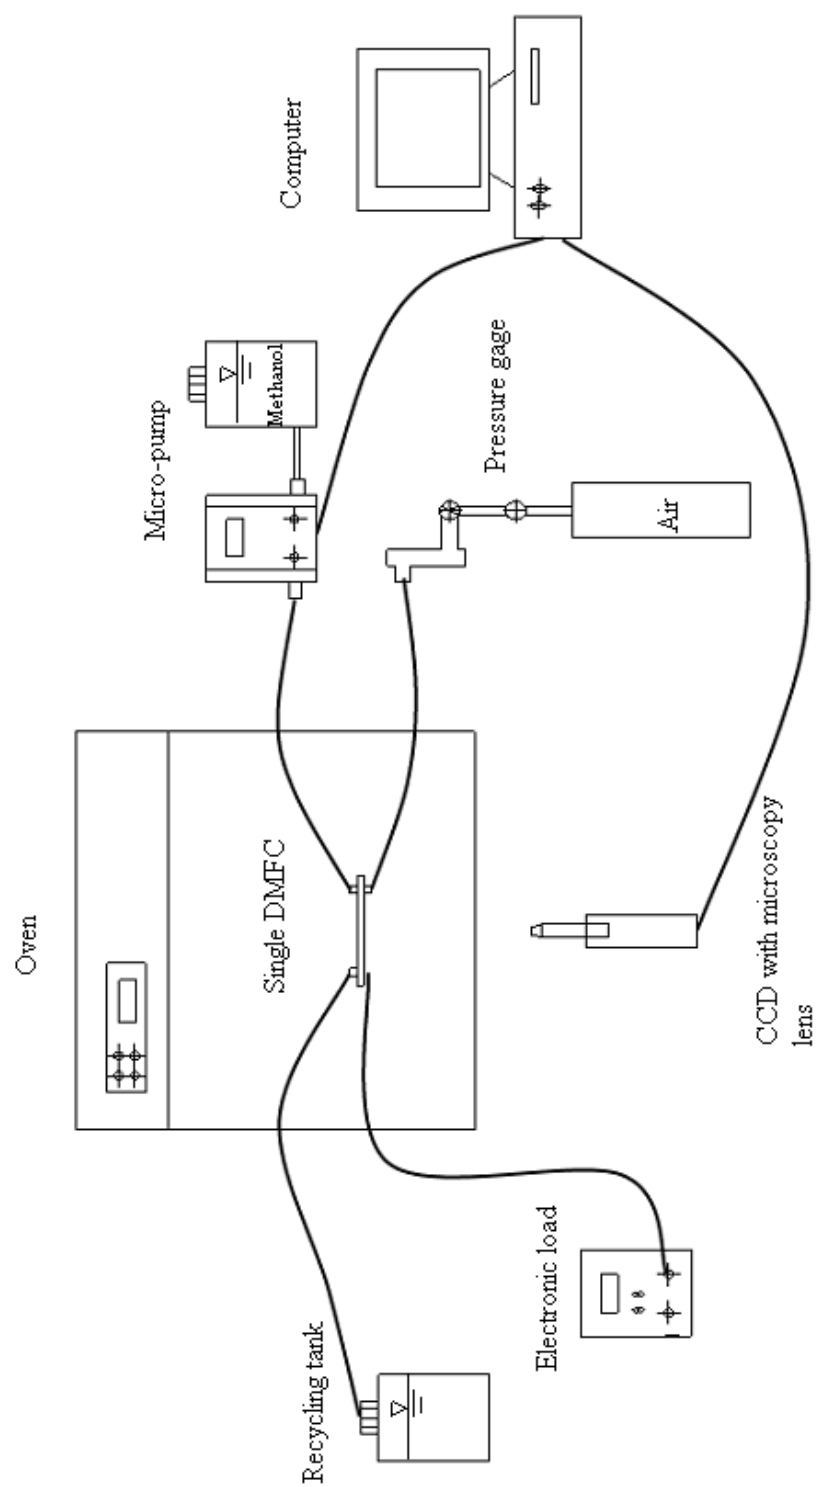 Oven
Recycling tank
Single DMFC
Micro-pump
Methanol
Computer
Electronic load
Pressure gage
Air
CCD with microscopy
lens